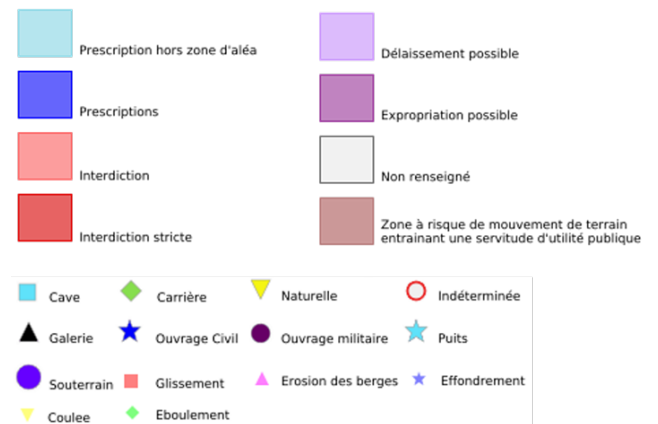 Prescription hors zone d'aléa
Délaissement possible
Prescriptions
Expropriation possible
Interdiction
Non renseigné
Interdiction stricte
Zone à risque de mouvement de terrain
entrainant une servitude d'utilité publique
Cave
Carrière
Naturelle
Indéterminée
Galerie
Ouvrage Civil
Ouvrage militaire
Puits
Souterrain
Glissement
Erosion des berges
Effondrement
Coulee
Eboulement